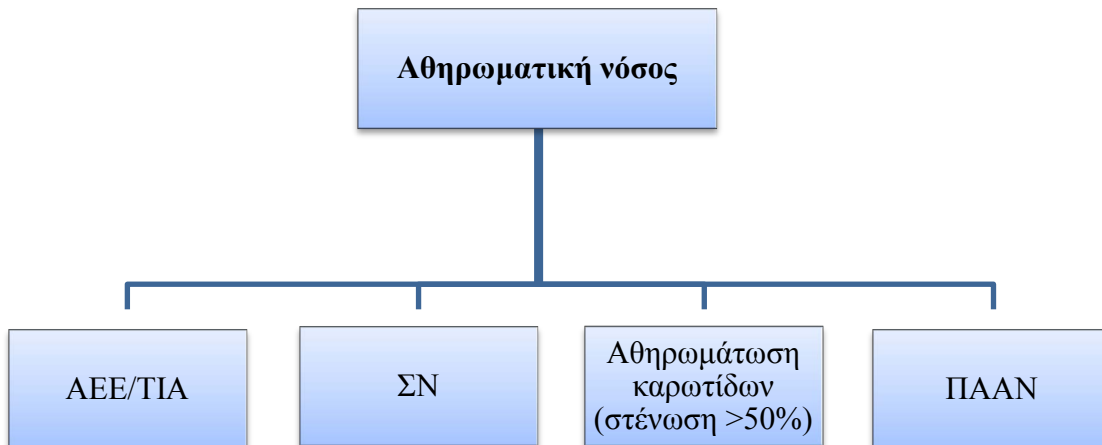 Αθηρωματική νόσος
ΑΕΕ/ΤΙΑ
ΣΝ
Αθηρωμάτωση
καρωτίδων
(στένωση >50%)
ΠΑΑΝ